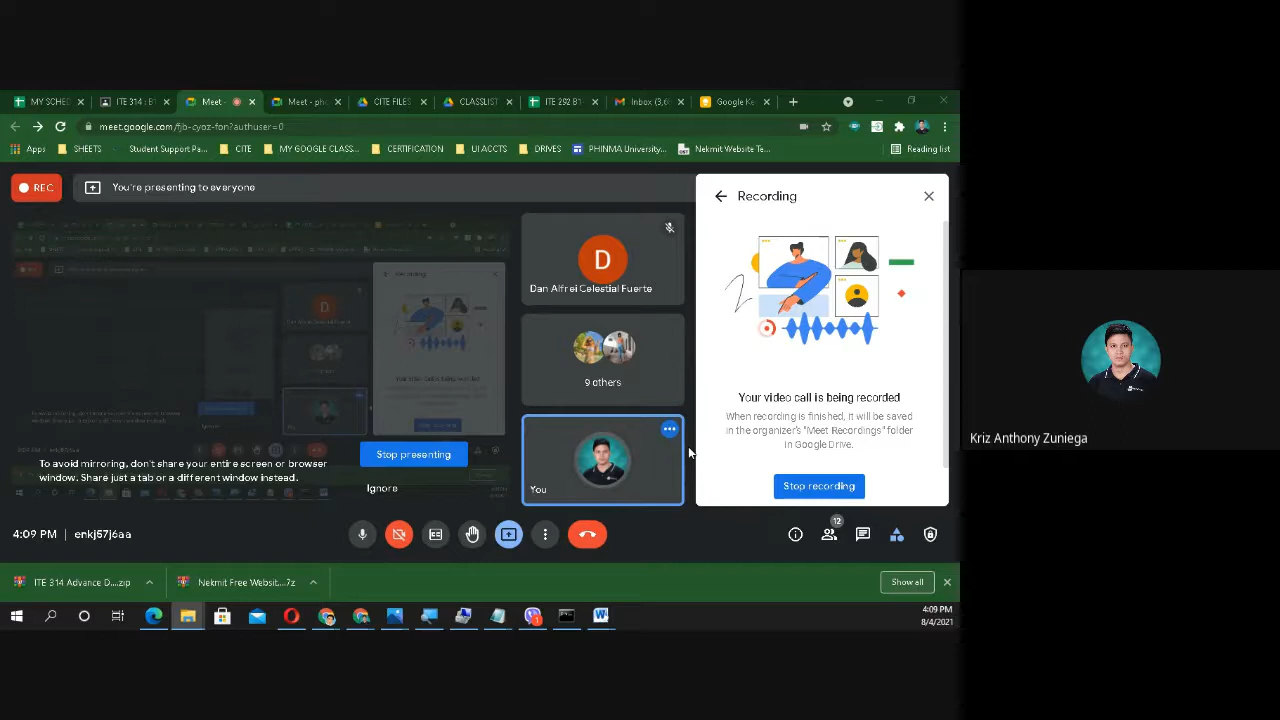 MY SCHED
ITE 314 : B1
Meet -
Meet - ph
CITE FILES
CLASSLIST
ITE 292 B1-
Inbox (3,6
Google Ke
meet.google.com/fjb-cyoz-fon?authuser=0
Apps
SHEETS
Student Support Pa...
CITE
MY GOOGLE CLASS...
CERTIFICATION
UI ACCTS
DRIVES
PHINMA University...
Nekmit Website Te...
Reading list
REC
You're presenting to everyone
Recording
D
Dan Alfrei Celestial Fuerte
9 others
You
Your video call is being recorded
When recording is finished, it will be saved
in the organizer's "Meet Recordings" folder
in Google Drive.
Stop recording
To avoid mirroring, don't share your entire screen or browser
window. Share just a tab or a different window instead.
Stop presenting
Ignore
Kriz Anthony Zuniega
4:09 PM | enkj57j6aa
12
ITE 314 Advance D....zip
Nekmit Free Websit....7z
Show all
1
4:09 PM
8/4/2021